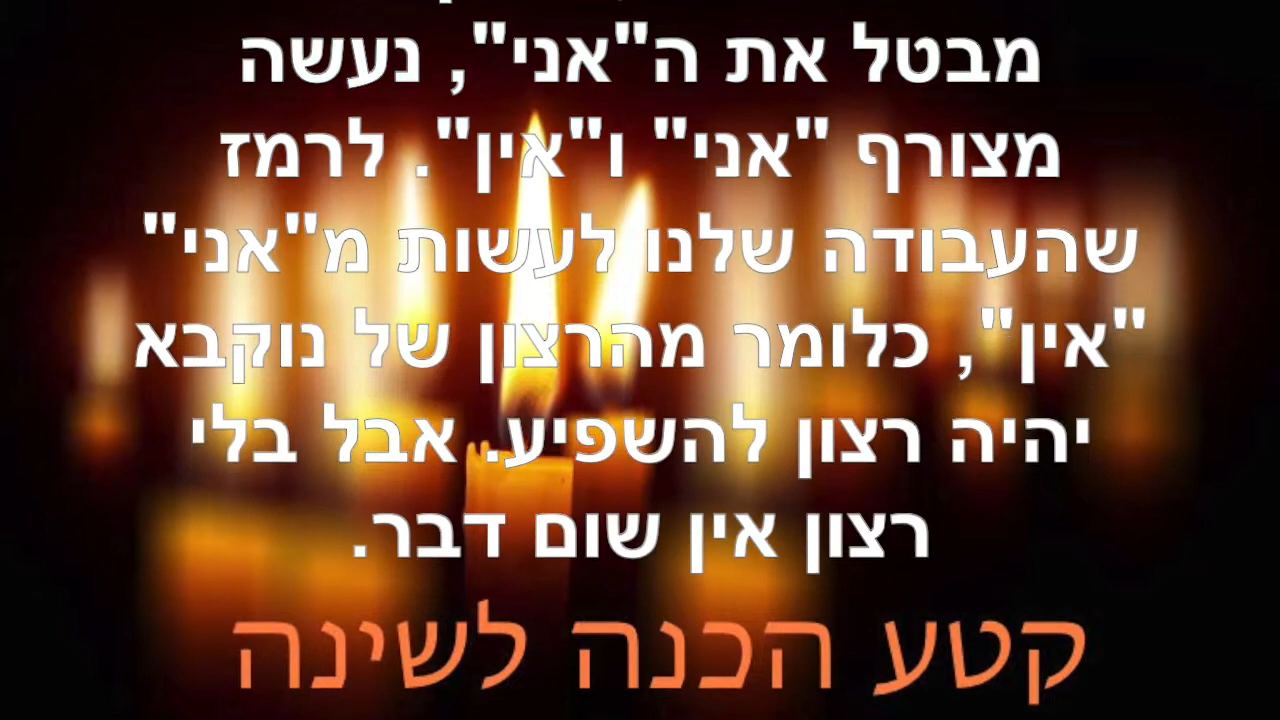 מבטל את ה"אני", נעשה
מצורף "אני" ו"אין". לרמז
שהעבודה שלנו לעשות מ"אני"
"אין", כלומר מהרצון של נוקבא
יהיה רצון להשפיע. אבל בלי
רצון אין שום דבר.
קטע הכנה לשינה